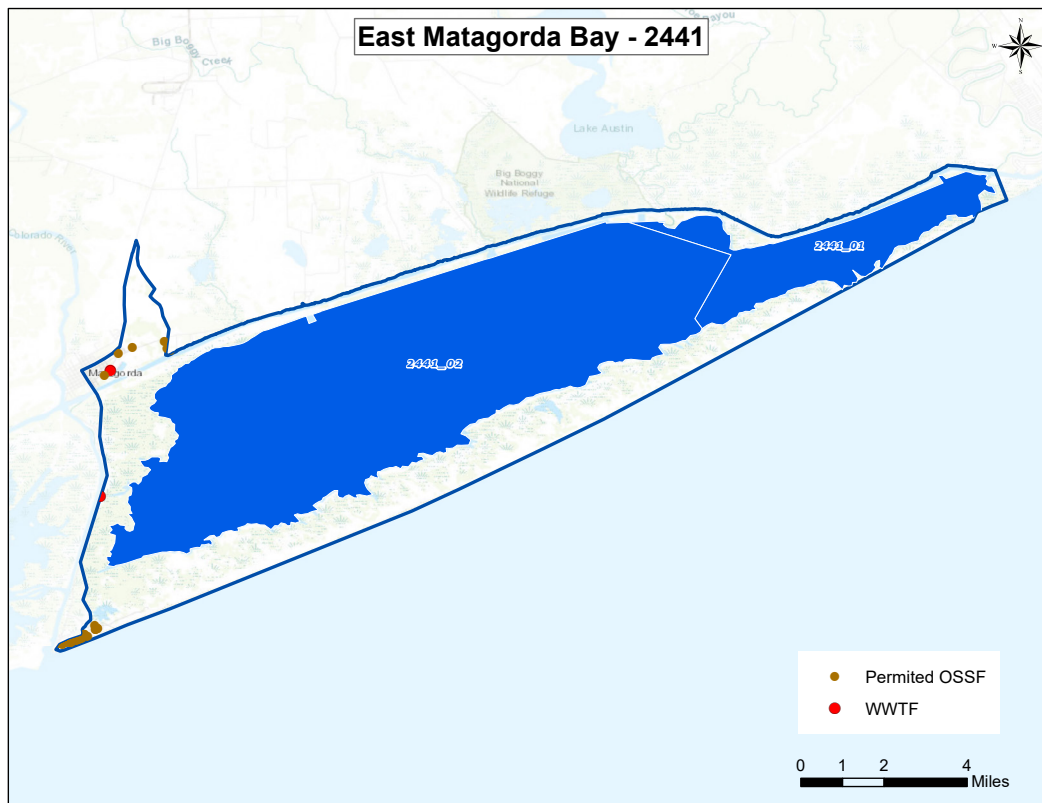 East Matagorda Bay - 2441
N
W
S
Big Boggy
Creek
Lake Austin
Big Boggy
National
Wildlife Refuge
Colorado River
2441_01
2441_02
Matagorda
Permited OSSF
WWTF
0 1 2 4
Miles